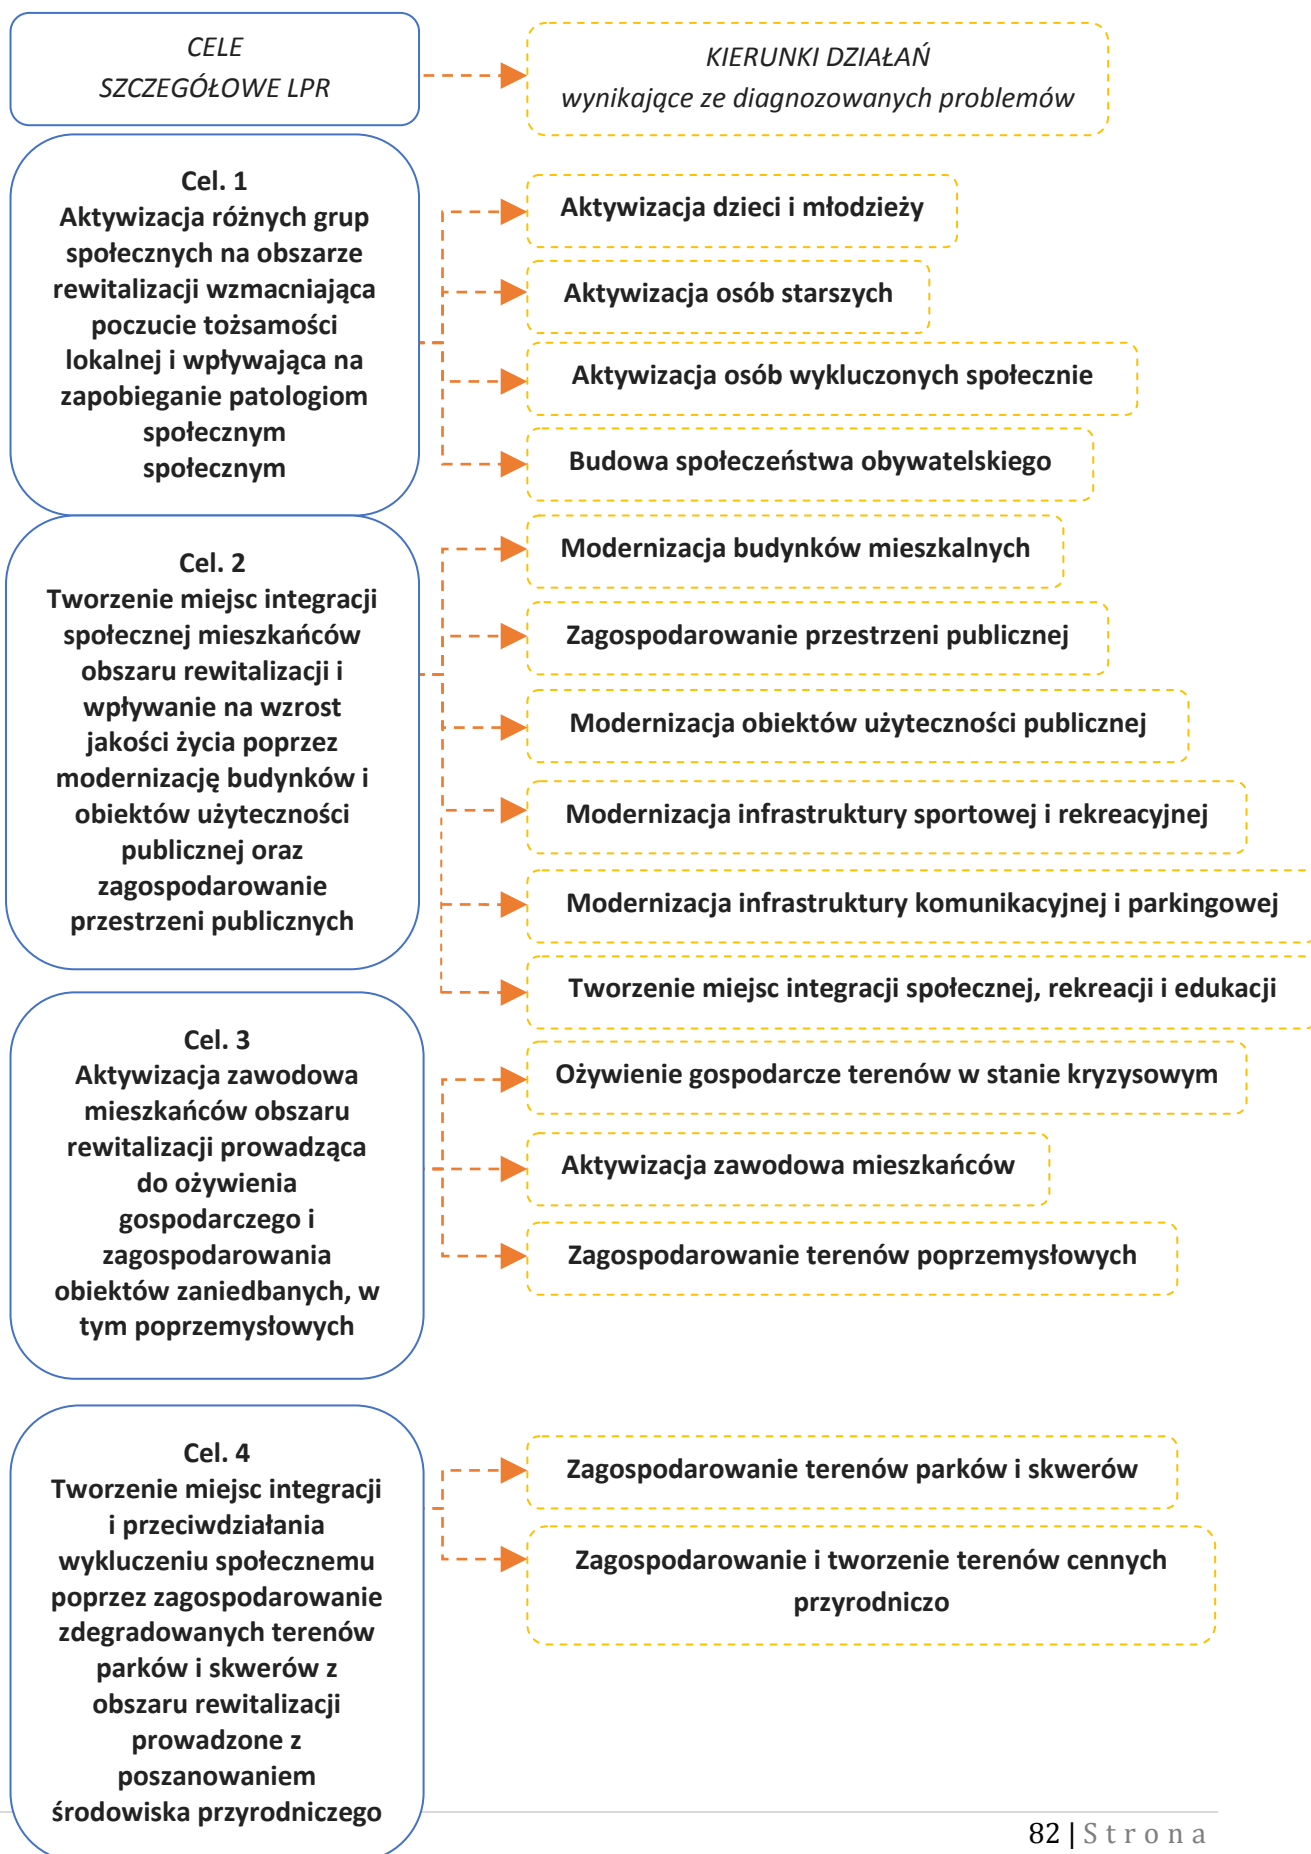 CELE
SZCZEGÓŁOWE LPR
KIERUNKI DZIAŁAŃ
wynikające ze diagnozowanych problemów
Cel. 1
Aktywizacja różnych grup
społecznych na obszarze
rewitalizacji wzmacniająca
poczucie tożsamości
lokalnej i wpływająca na
zapobieganie patologiom
społecznym
społecznym
Aktywizacja dzieci i młodzieży
Aktywizacja osób starszych
Aktywizacja osób wykluczonych społecznie
Budowa społeczeństwa obywatelskiego
Cel. 2
Tworzenie miejsc integracji
społecznej mieszkańców
obszaru rewitalizacji i
wpływanie na wzrost
jakości życia poprzez
modernizację budynków i
obiektów użyteczności
publicznej oraz
zagospodarowanie
przestrzeni publicznych
Modernizacja budynków mieszkalnych
Zagospodarowanie przestrzeni publicznej
Modernizacja obiektów użyteczności publicznej
Modernizacja infrastruktury sportowej i rekreacyjnej
Modernizacja infrastruktury komunikacyjnej i parkingowej
Tworzenie miejsc integracji społecznej, rekreacji i edukacji
Cel. 3
Aktywizacja zawodowa
mieszkańców obszaru
rewitalizacji prowadząca
do ożywienia
gospodarczego i
zagospodarowania
obiektów zaniedbanych, w
tym poprzemysłowych
Ożywienie gospodarcze terenów w stanie kryzysowym
Aktywizacja zawodowa mieszkańców
Zagospodarowanie terenów poprzemysłowych
Cel. 4
Tworzenie miejsc integracji
i przeciwdziałania
wykluczeniu społecznemu
poprzez zagospodarowanie
zdegradowanych terenów
parków i skwerów z
obszaru rewitalizacji
prowadzone z
poszanowaniem
środowiska przyrodniczego
Zagospodarowanie terenów parków i skwerów
Zagospodarowanie i tworzenie terenów cennych
przyrodniczo
82 | Strona